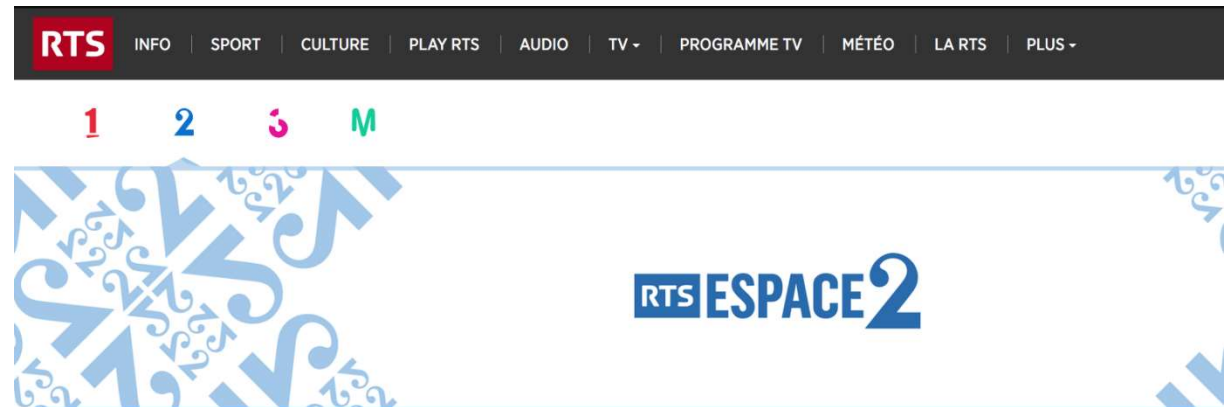 RTS INFO SPORT CULTURE PLAY RTS AUDIO TV PROGRAMME TV MÉTÉO LA RTS PLUS
1 2 3 M
RTS ESPACE 2